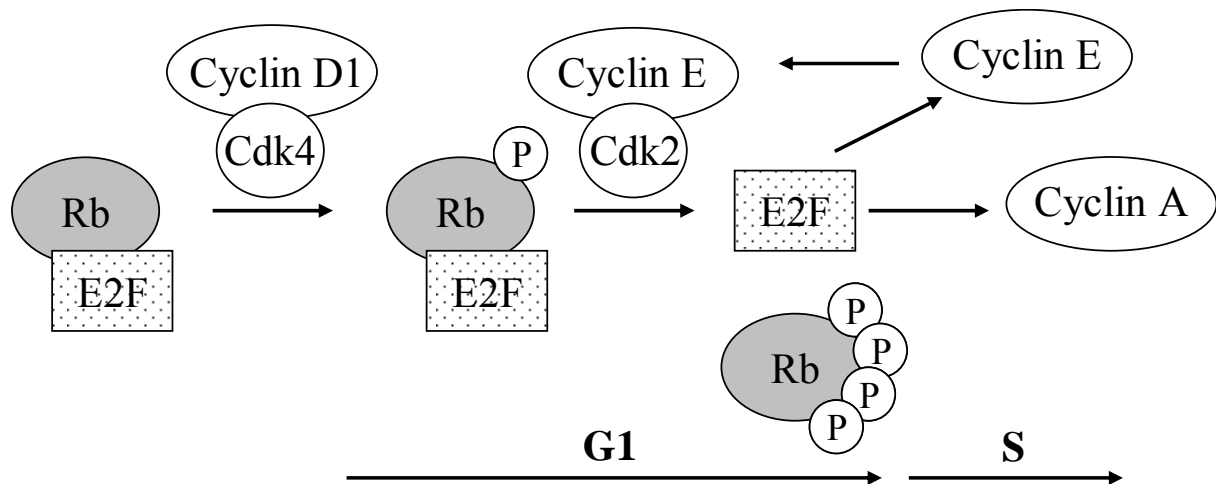 Cyclin D1
Cdk4
Rb
E2F
P
Rb
E2F
Cyclin E
Cdk2
Cyclin E
E2F
Cyclin A
Rb
P
P
P
P
G1
S